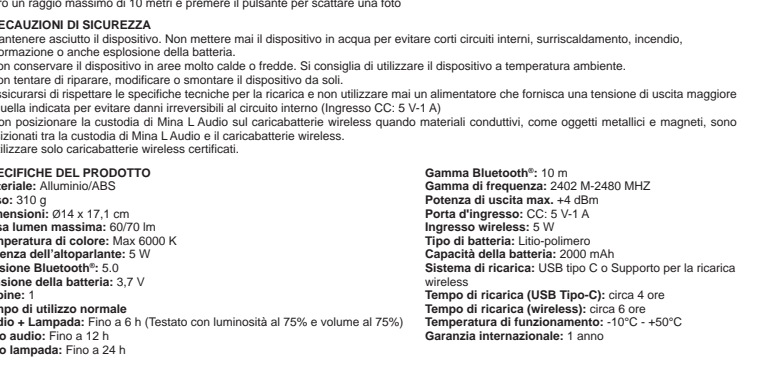 ro un raggio massimo di 10 metri e premere il pulsante per scattare una foto
ECAUZIONI DI SICUREZZA
antenere asciutto il dispositivo. Non mettere mai il dispositivo in acqua per evitare corti circuiti interni, surriscaldamento, incendio,
ormazione o anche esplosione della batteria.
on conservare il dispositivo in aree molto calde o fredde. Si consiglia di utilizzare il dispositivo a temperatura ambiente.
on tentare di riparare, modificare o smontare il dispositivo da soli.
ssicurarsi di rispettare le specifiche tecniche per la ricarica e non utilizzare mai un alimentatore che fornisca una tensione di uscita maggiore
uella indicata per evitare danni irreversibili al circuito interno (Ingresso CC: 5 V-1 A)
on posizionare la custodia di Mina L Audio sul caricabatterie wireless quando materiali conduttivi, come oggetti metallici e magneti, sono
izionati tra la custodia di Mina L Audio e il caricabatterie wireless.
ilizzare solo caricabatterie wireless certificati.
ECIFICHE DEL PRODOTTO
teriale: Alluminio/ABS
so: 310 g
mensioni: Ø14 x 17,1 cm
sa lumen massima: 60/70 lm
mperatura di colore: Max 6000 K
enza dell'altoparlante: 5 W
sione Bluetooth®: 5.0
sione della batteria: 3,7 V
pine: 1
mpo di utilizzo normale
dio + Lampada: Fino a 6 h (Testato con luminosità al 75% e volume al 75%)
o audio: Fino a 12 h
o lampada: Fino a 24 h
Gamma Bluetooth®: 10 m
Gamma di frequenza: 2402 M-2480 MHZ
Potenza di uscita max. +4 dBm
Porta d'ingresso: CC: 5 V-1 A
Ingresso wireless: 5 W
Tipo di batteria: Litio-polimero
Capacità della batteria: 2000 mAh
Sistema di ricarica: USB tipo C o Supporto per la ricarica
wireless
Tempo di ricarica (USB Tipo-C): circa 4 ore
Tempo di ricarica (wireless): circa 6 ore
Temperatura di funzionamento: -10°C - +50°C
Garanzia internazionale: 1 anno